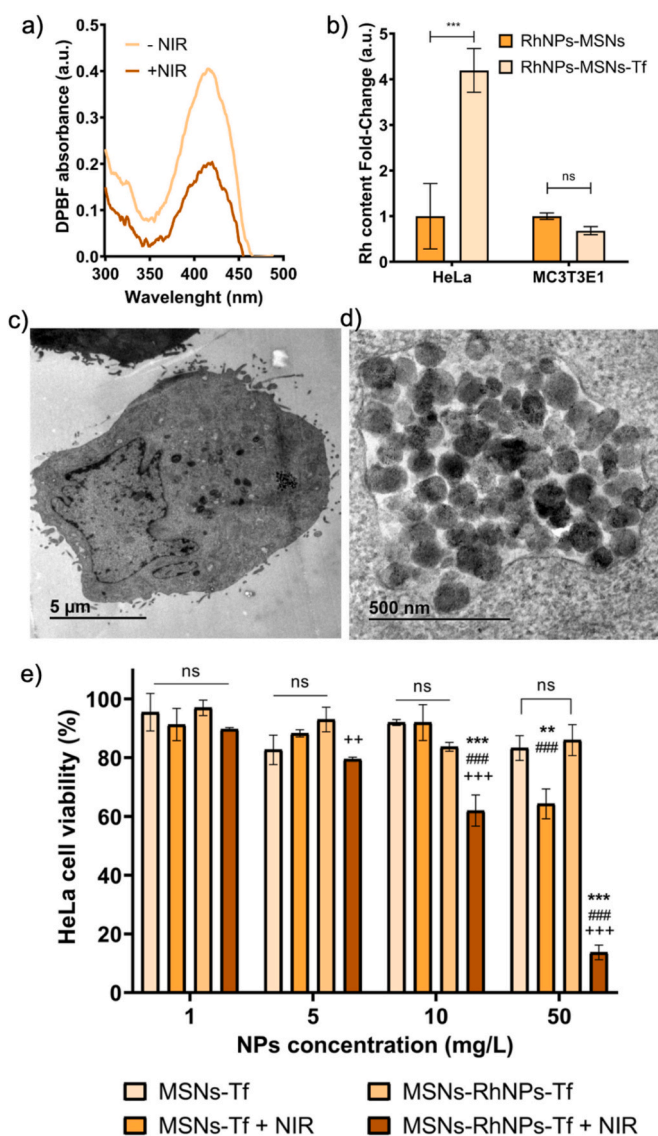 a)
- NIR
+NIR
DPBF absorbance (a.u.)
0.5
0.4
0.3
0.2
0.1
0.0
300 350 400 450 500
Wavelenght (nm)
b)
RhNPs-MSNs
RhNPs-MSNs-Tf
***
ns
Rh content Fold-Change (a.u.)
5
4
3
2
1
0
HeLa MC3T3E1
c)
5 µm
d)
500 nm
e)
HeLa cell viability (%)
100
80
60
40
20
0
ns
ns
++
ns
***
###
+++
ns
**
###
***
###
+++
1 5 10 50
NPs concentration (mg/L)
MSNs-Tf MSNs-RhNPs-Tf
MSNs-Tf + NIR MSNs-RhNPs-Tf + NIR